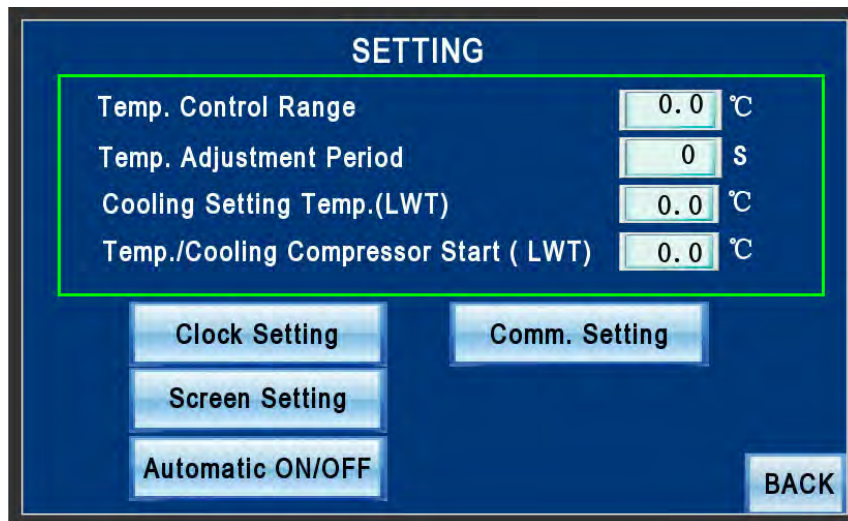 SETTING
Temp. Control Range 0.0 ℃
Temp. Adjustment Period 0 S
Cooling Setting Temp.(LWT) 0.0 ℃
Temp./Cooling Compressor Start ( LWT) 0.0 ℃
Clock Setting Comm. Setting
Screen Setting
Automatic ON/OFF
BACK